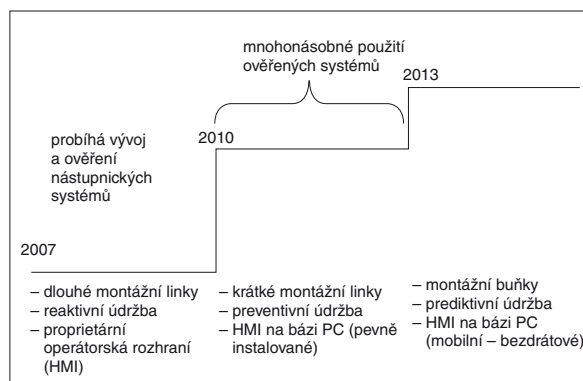 mnohonásobné použití
ověřených systémů
2013
probíhá vývoj
a ověření
nástupnických
systémů
2010
2007
– dlouhé montážní linky
– reaktivní údržba
– proprietární
operátorská rozhraní
(HMI)
– krátké montážní linky
– preventivní údržba
– HMI na bázi PC (pevně
instalované)
– montážní buňky
– prediktivní údržba
– HMI na bázi PC
(mobilní – bezdrátové)